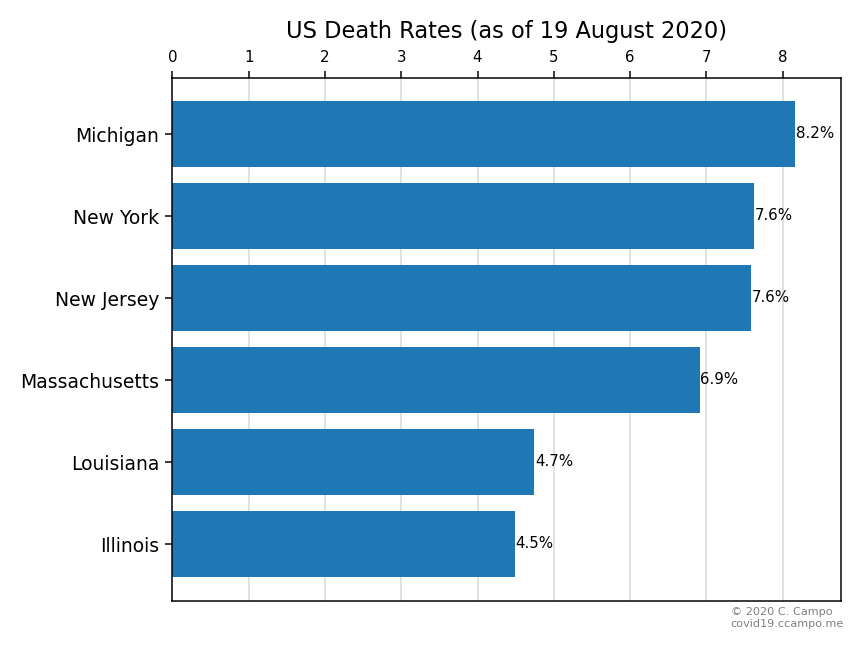 US Death Rates (as of 19 August 2020)
0 1 2 3 4 5 6 7 8
Michigan 8.2%
New York 7.6%
New Jersey 7.6%
Massachusetts 6.9%
Louisiana 4.7%
Illinois 4.5%
© 2020 C. Campo
covid19.ccampo.me